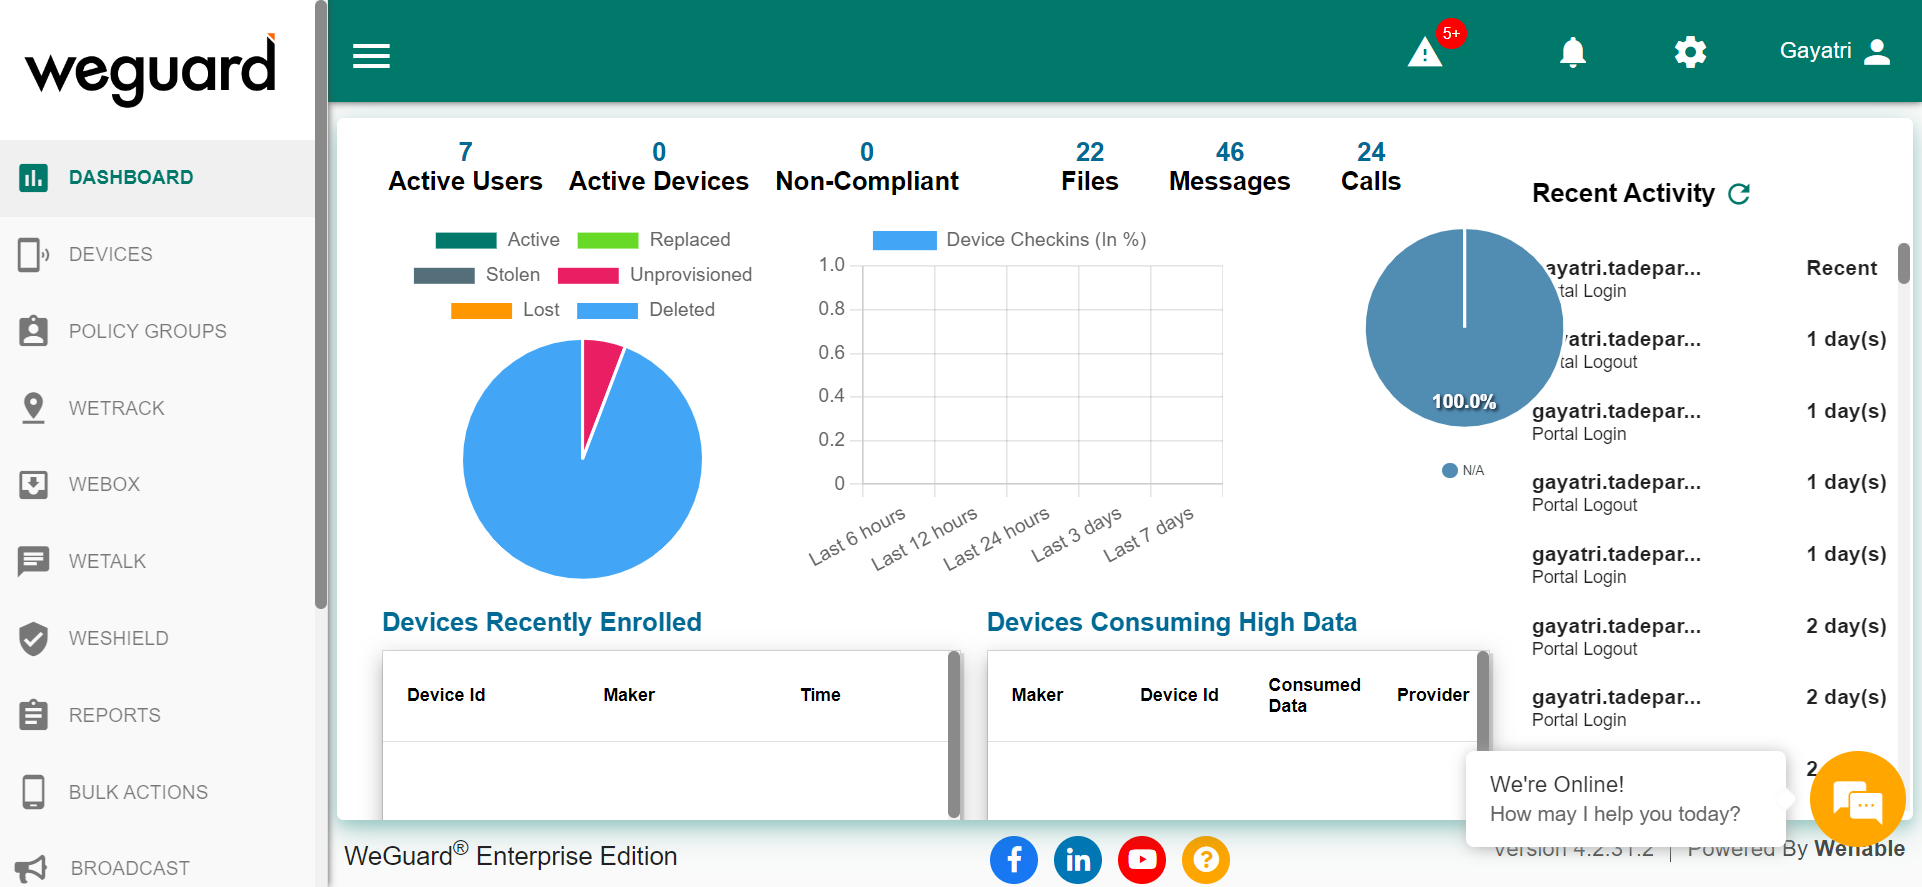 weguard
5+
Gayatri
DASHBOARD
DEVICES
POLICY GROUPS
WETRACK
WEBOX
WETALK
WESHIELD
REPORTS
BULK ACTIONS
BROADCAST
7
Active Users
0
Active Devices
0
Non-Compliant
22
Files
46
Messages
24
Calls
Active
Replaced
Stolen
Unprovisioned
Lost
Deleted
Device Checkins (In %)
1.0
0.8
0.6
0.4
0.2
0
Last 6 hours
Last 12 hours
Last 24 hours
Last 3 days
Last 7 days
100.0%
N/A
Recent Activity
gayatri.tadepar... Recent
Portal Login
gayatri.tadepar... 1 day(s)
Portal Logout
gayatri.tadepar... 1 day(s)
Portal Login
gayatri.tadepar... 1 day(s)
Portal Logout
gayatri.tadepar... 1 day(s)
Portal Login
gayatri.tadepar... 2 day(s)
Portal Logout
gayatri.tadepar... 2 day(s)
Portal Login
2
Devices Recently Enrolled
Device Id Maker Time
Devices Consuming High Data
Maker Device Id Consumed Data Provider
We're Online!
How may I help you today?
WeGuard® Enterprise Edition
Version 4.2.31.2 | Powered By Wenable